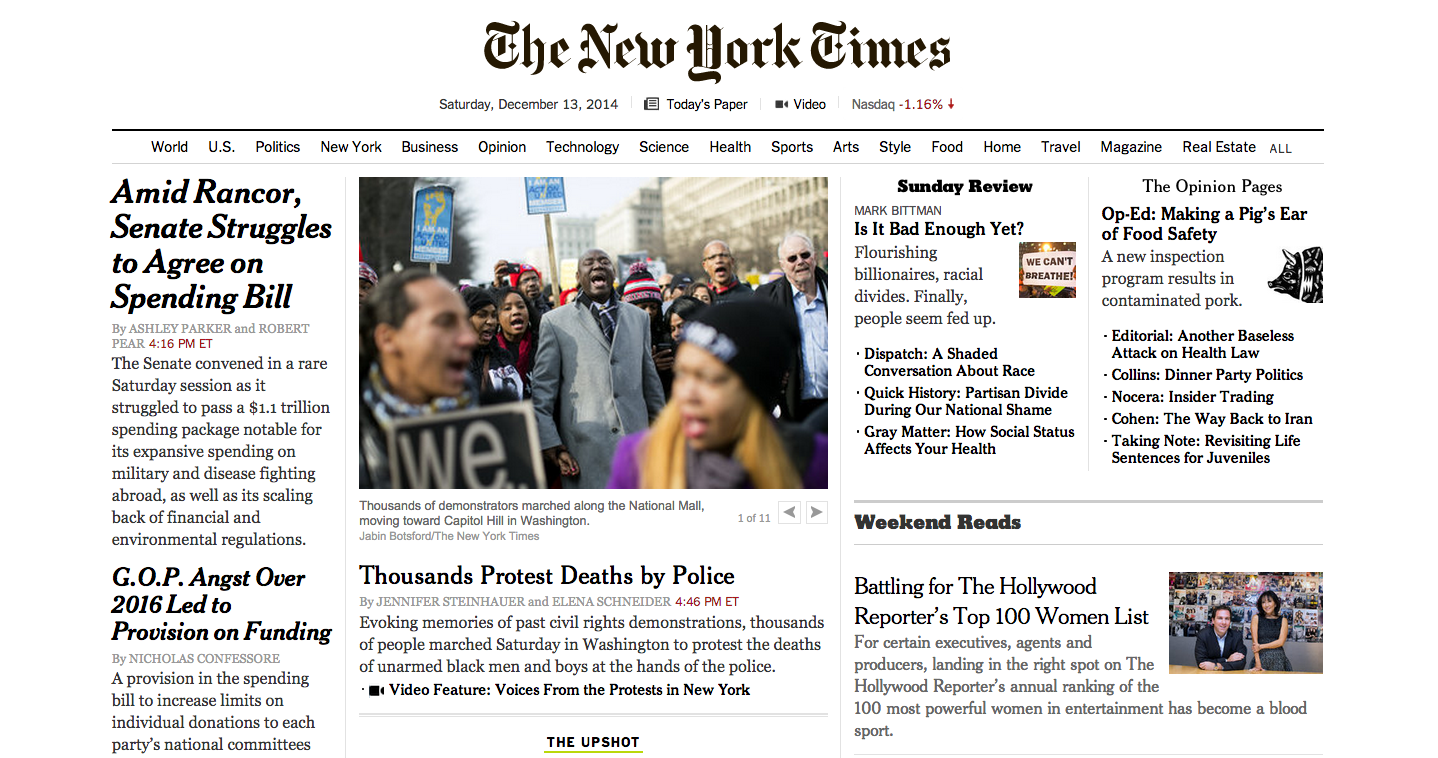 The New York Times
Saturday, December 13, 2014
Today's Paper
Video
Nasdaq -1.16%
World U.S. Politics New York Business Opinion Technology Science Health Sports Arts Style Food Home Travel Magazine Real Estate ALL
Amid Rancor,
Senate Struggles
to Agree on
Spending Bill
By ASHLEY PARKER and ROBERT
PEAR 4:16 PM ET
The Senate convened in a rare
Saturday session as it
struggled to pass a $1.1 trillion
spending package notable for
its expansive spending on
military and disease fighting
abroad, as well as its scaling
back of financial and
environmental regulations.
G.O.P. Angst Over
2016 Led to
Provision on Funding
By NICHOLAS CONFESSORE
A provision in the spending
bill to increase limits on
individual donations to each
party's national committees
I AM AN
ACT ON
we
Thousands of demonstrators marched along the National Mall,
moving toward Capitol Hill in Washington.
Jabin Botsford/The New York Times
1 of 11
Thousands Protest Deaths by Police
By JENNIFER STEINHAUER and ELENA SCHNEIDER 4:46 PM ET
Evoking memories of past civil rights demonstrations, thousands
of people marched Saturday in Washington to protest the deaths
of unarmed black men and boys at the hands of the police.
· Video Feature: Voices From the Protests in New York
THE UPSHOT
Sunday Review
MARK BITTMAN
Is It Bad Enough Yet?
Flourishing
billionaires, racial
divides. Finally,
people seem fed up.
WE CAN'T
BREATHE!
· Dispatch: A Shaded
Conversation About Race
· Quick History: Partisan Divide
During Our National Shame
· Gray Matter: How Social Status
Affects Your Health
The Opinion Pages
Op-Ed: Making a Pig's Ear
of Food Safety
A new inspection
program results in
contaminated pork.
· Editorial: Another Baseless
Attack on Health Law
· Collins: Dinner Party Politics
· Nocera: Insider Trading
· Cohen: The Way Back to Iran
· Taking Note: Revisiting Life
Sentences for Juveniles
Weekend Reads
Battling for The Hollywood
Reporter's Top 100 Women List
For certain executives, agents and
producers, landing in the right spot on The
Hollywood Reporter's annual ranking of the
100 most powerful women in entertainment has become a blood
sport.